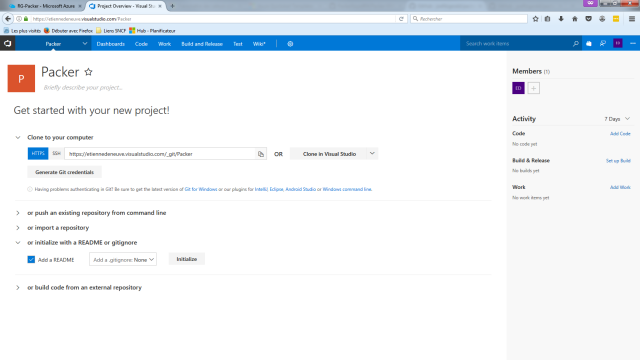 RG-Packer - Microsoft Azure
Project Overview - Visual Stud
https://etiennedeneuve.visualstudio.com/Packer
Rechercher
Les plus visités
Débuter avec Firefox
Liens SMCF
Hub - Planificateur
Packer
Dashboards
Code
Work
Build and Release
Test
Wiki*
Search work items
P
Packer
Briefly describe your project...
Get started with your new project!
Clone to your computer
HTTPS
SSH
https://etiennedeneuve.visualstudio.com/_git/Packer
OR
Clone in Visual Studio
Generate Git credentials
Having problems authenticating in Git? Be sure to get the latest version of Git for Windows or our plugins for IntelliJ, Eclipse, Android Studio or Windows command line.
or push an existing repository from command line
or import a repository
or initialize with a README or gitignore
Add a README
Add a .gitignore: None
Initialize
or build code from an external repository
Members (1)
ED
Activity
7 Days
Code
Add Code
No code yet
Build & Release
Set up Build
No builds yet
Work
Add Work
No work items yet